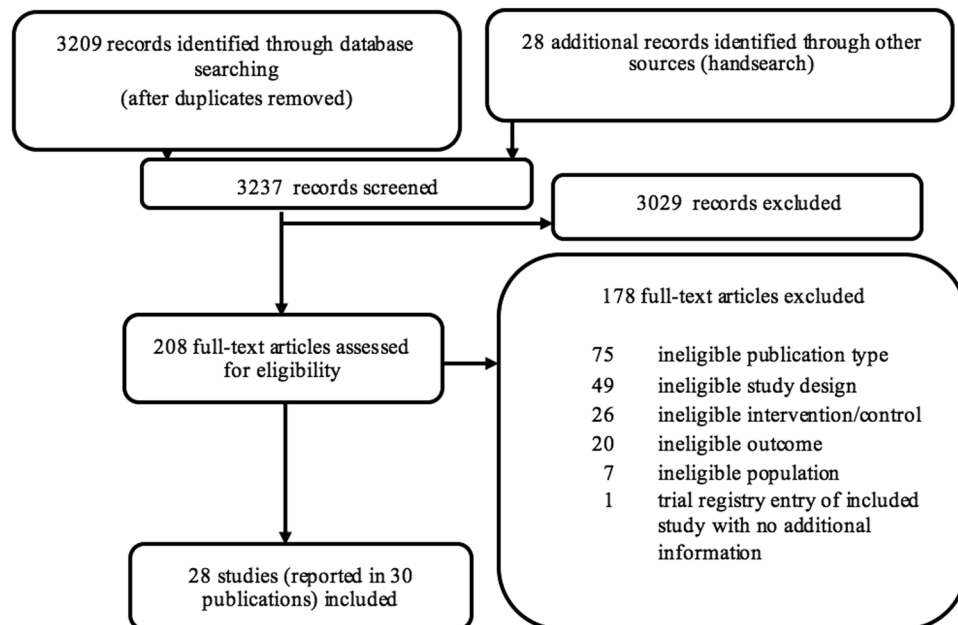 3209 records identified through database
searching
(after duplicates removed)
28 additional records identified through other
sources (handsearch)
3237 records screened
3029 records excluded
208 full-text articles assessed
for eligibility
178 full-text articles excluded
75 ineligible publication type
49 ineligible study design
26 ineligible intervention/control
20 ineligible outcome
7 ineligible population
1 trial registry entry of included
study with no additional
information
28 studies (reported in 30
publications) included